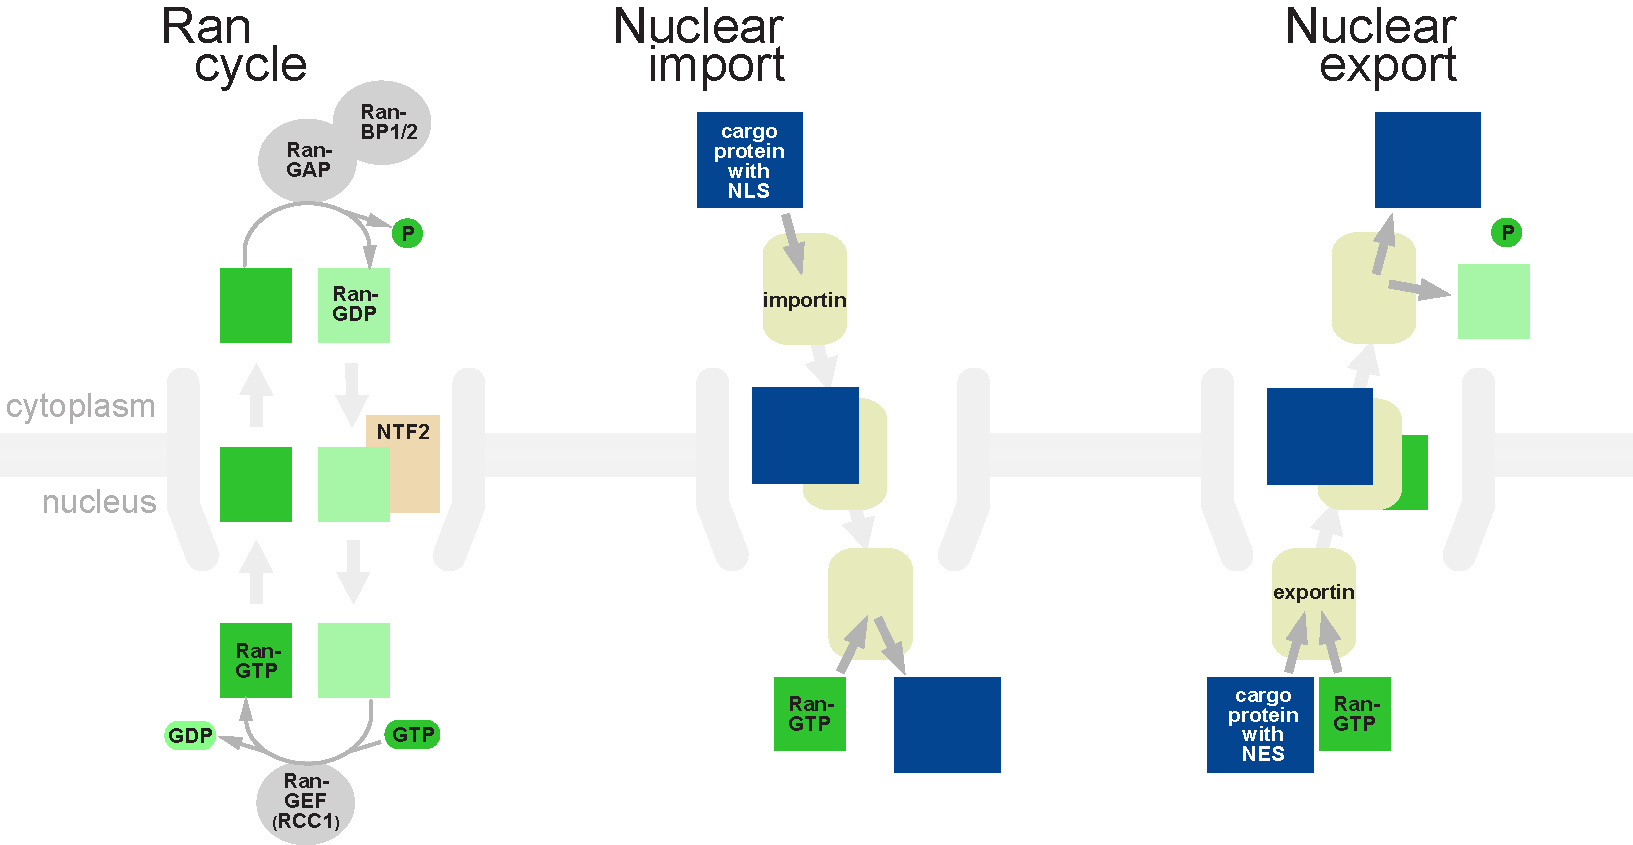 Ran
cycle
Ran-
BP1/2
Ran-
GAP
P
Ran-
GDP
cytoplasm
NTF2
nucleus
Ran-
GTP
GDP
GTP
Ran-
GEF
(RCC1)
Nuclear
import
cargo
protein
with
NLS
importin
Ran-
GTP
Nuclear
export
P
exportin
cargo
protein
with
NES
Ran-
GTP